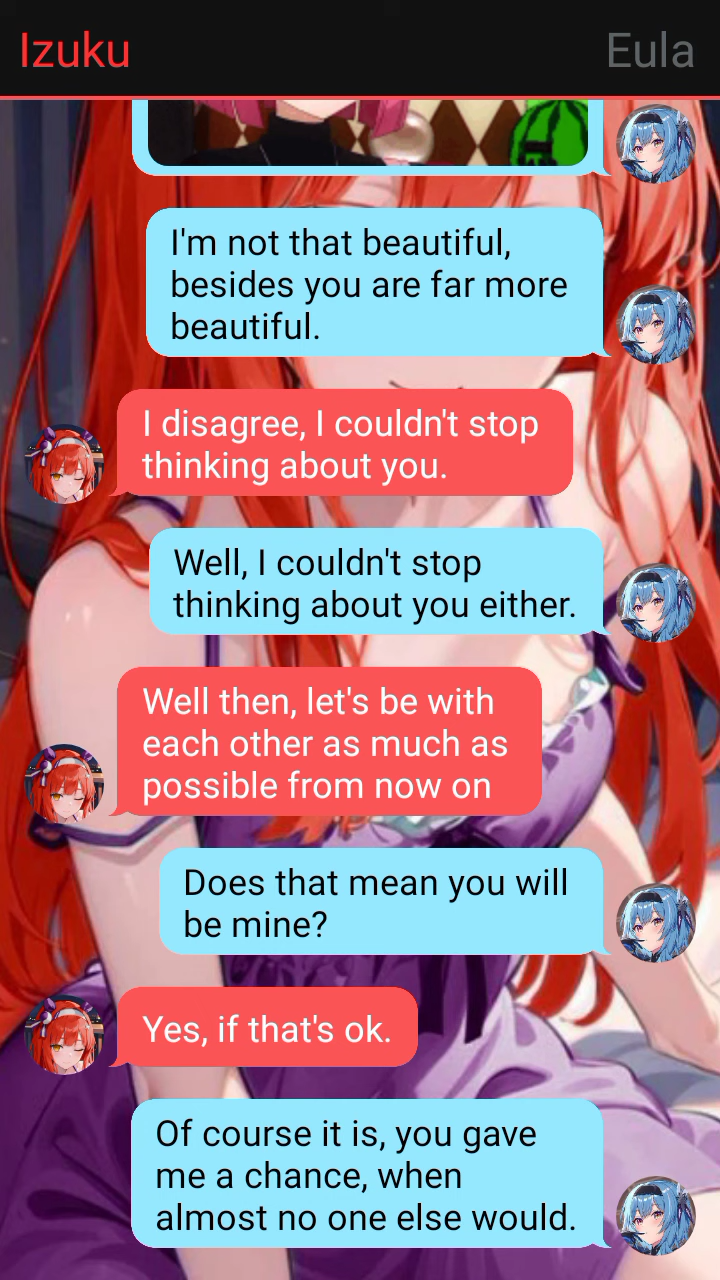 Izuku
Eula
I'm not that beautiful,
besides you are far more
beautiful.
I disagree, I couldn't stop
thinking about you.
Well, I couldn't stop
thinking about you either.
Well then, let's be with
each other as much as
possible from now on
Does that mean you will
be mine?
Yes, if that's ok.
Of course it is, you gave
me a chance, when
almost no one else would.